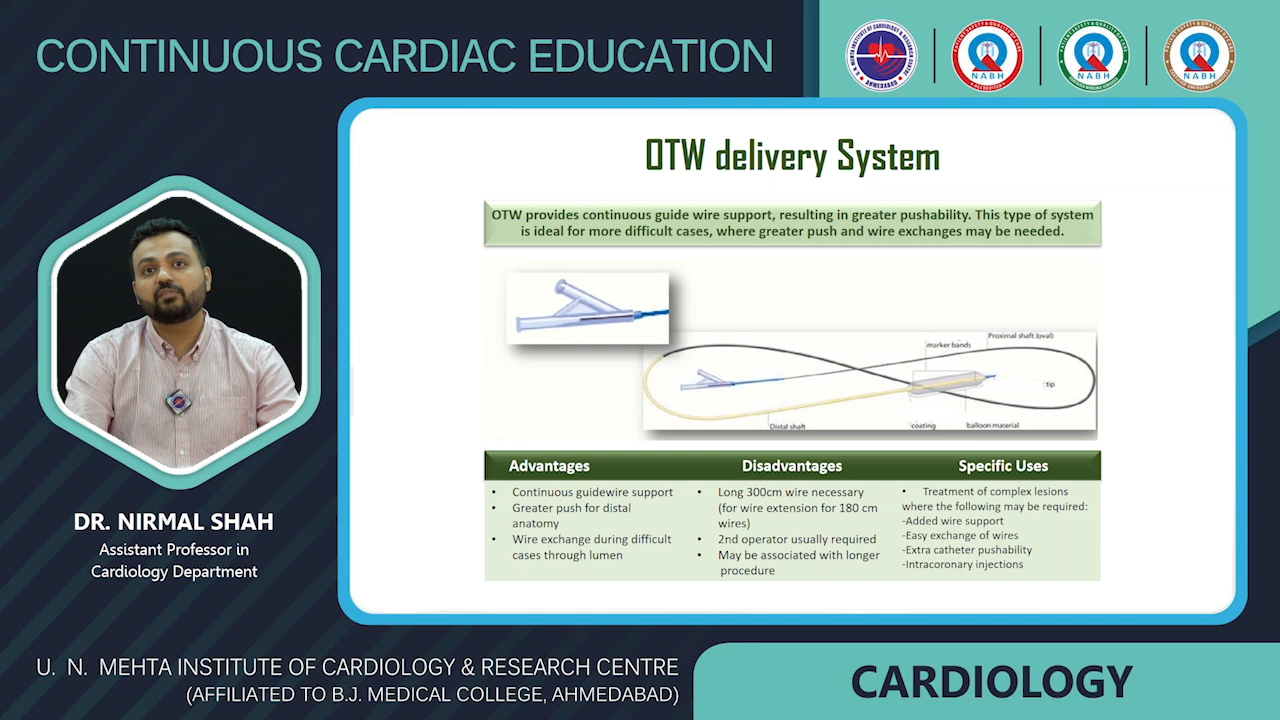 CONTINUOUS CARDIAC EDUCATION
NABH
NABH
NABH
AHMEDABAD
OTW delivery System
OTW provides continuous guide wire support, resulting in greater pushability. This type of system
is ideal for more difficult cases, where greater push and wire exchanges may be needed.
Proximal shaft (oval)
marker bands
: tip
Distal shaft
coating
balloon material
Advantages
• Continuous guidewire support
• Greater push for distal
anatomy
• Wire exchange during difficult
cases through lumen
Disadvantages
• Long 300cm wire necessary
(for wire extension for 180 cm
wires)
• 2nd operator usually required
• May be associated with longer
procedure
Specific Uses
• Treatment of complex lesions
where the following may be required:
-Added wire support
-Easy exchange of wires
-Extra catheter pushability
-Intracoronary injections
DR. NIRMAL SHAH
Assistant Professor in
Cardiology Department
U. N. MEHTA INSTITUTE OF CARDIOLOGY & RESEARCH CENTRE
(AFFILIATED TO B.J. MEDICAL COLLEGE, AHMEDABAD)
CARDIOLOGY